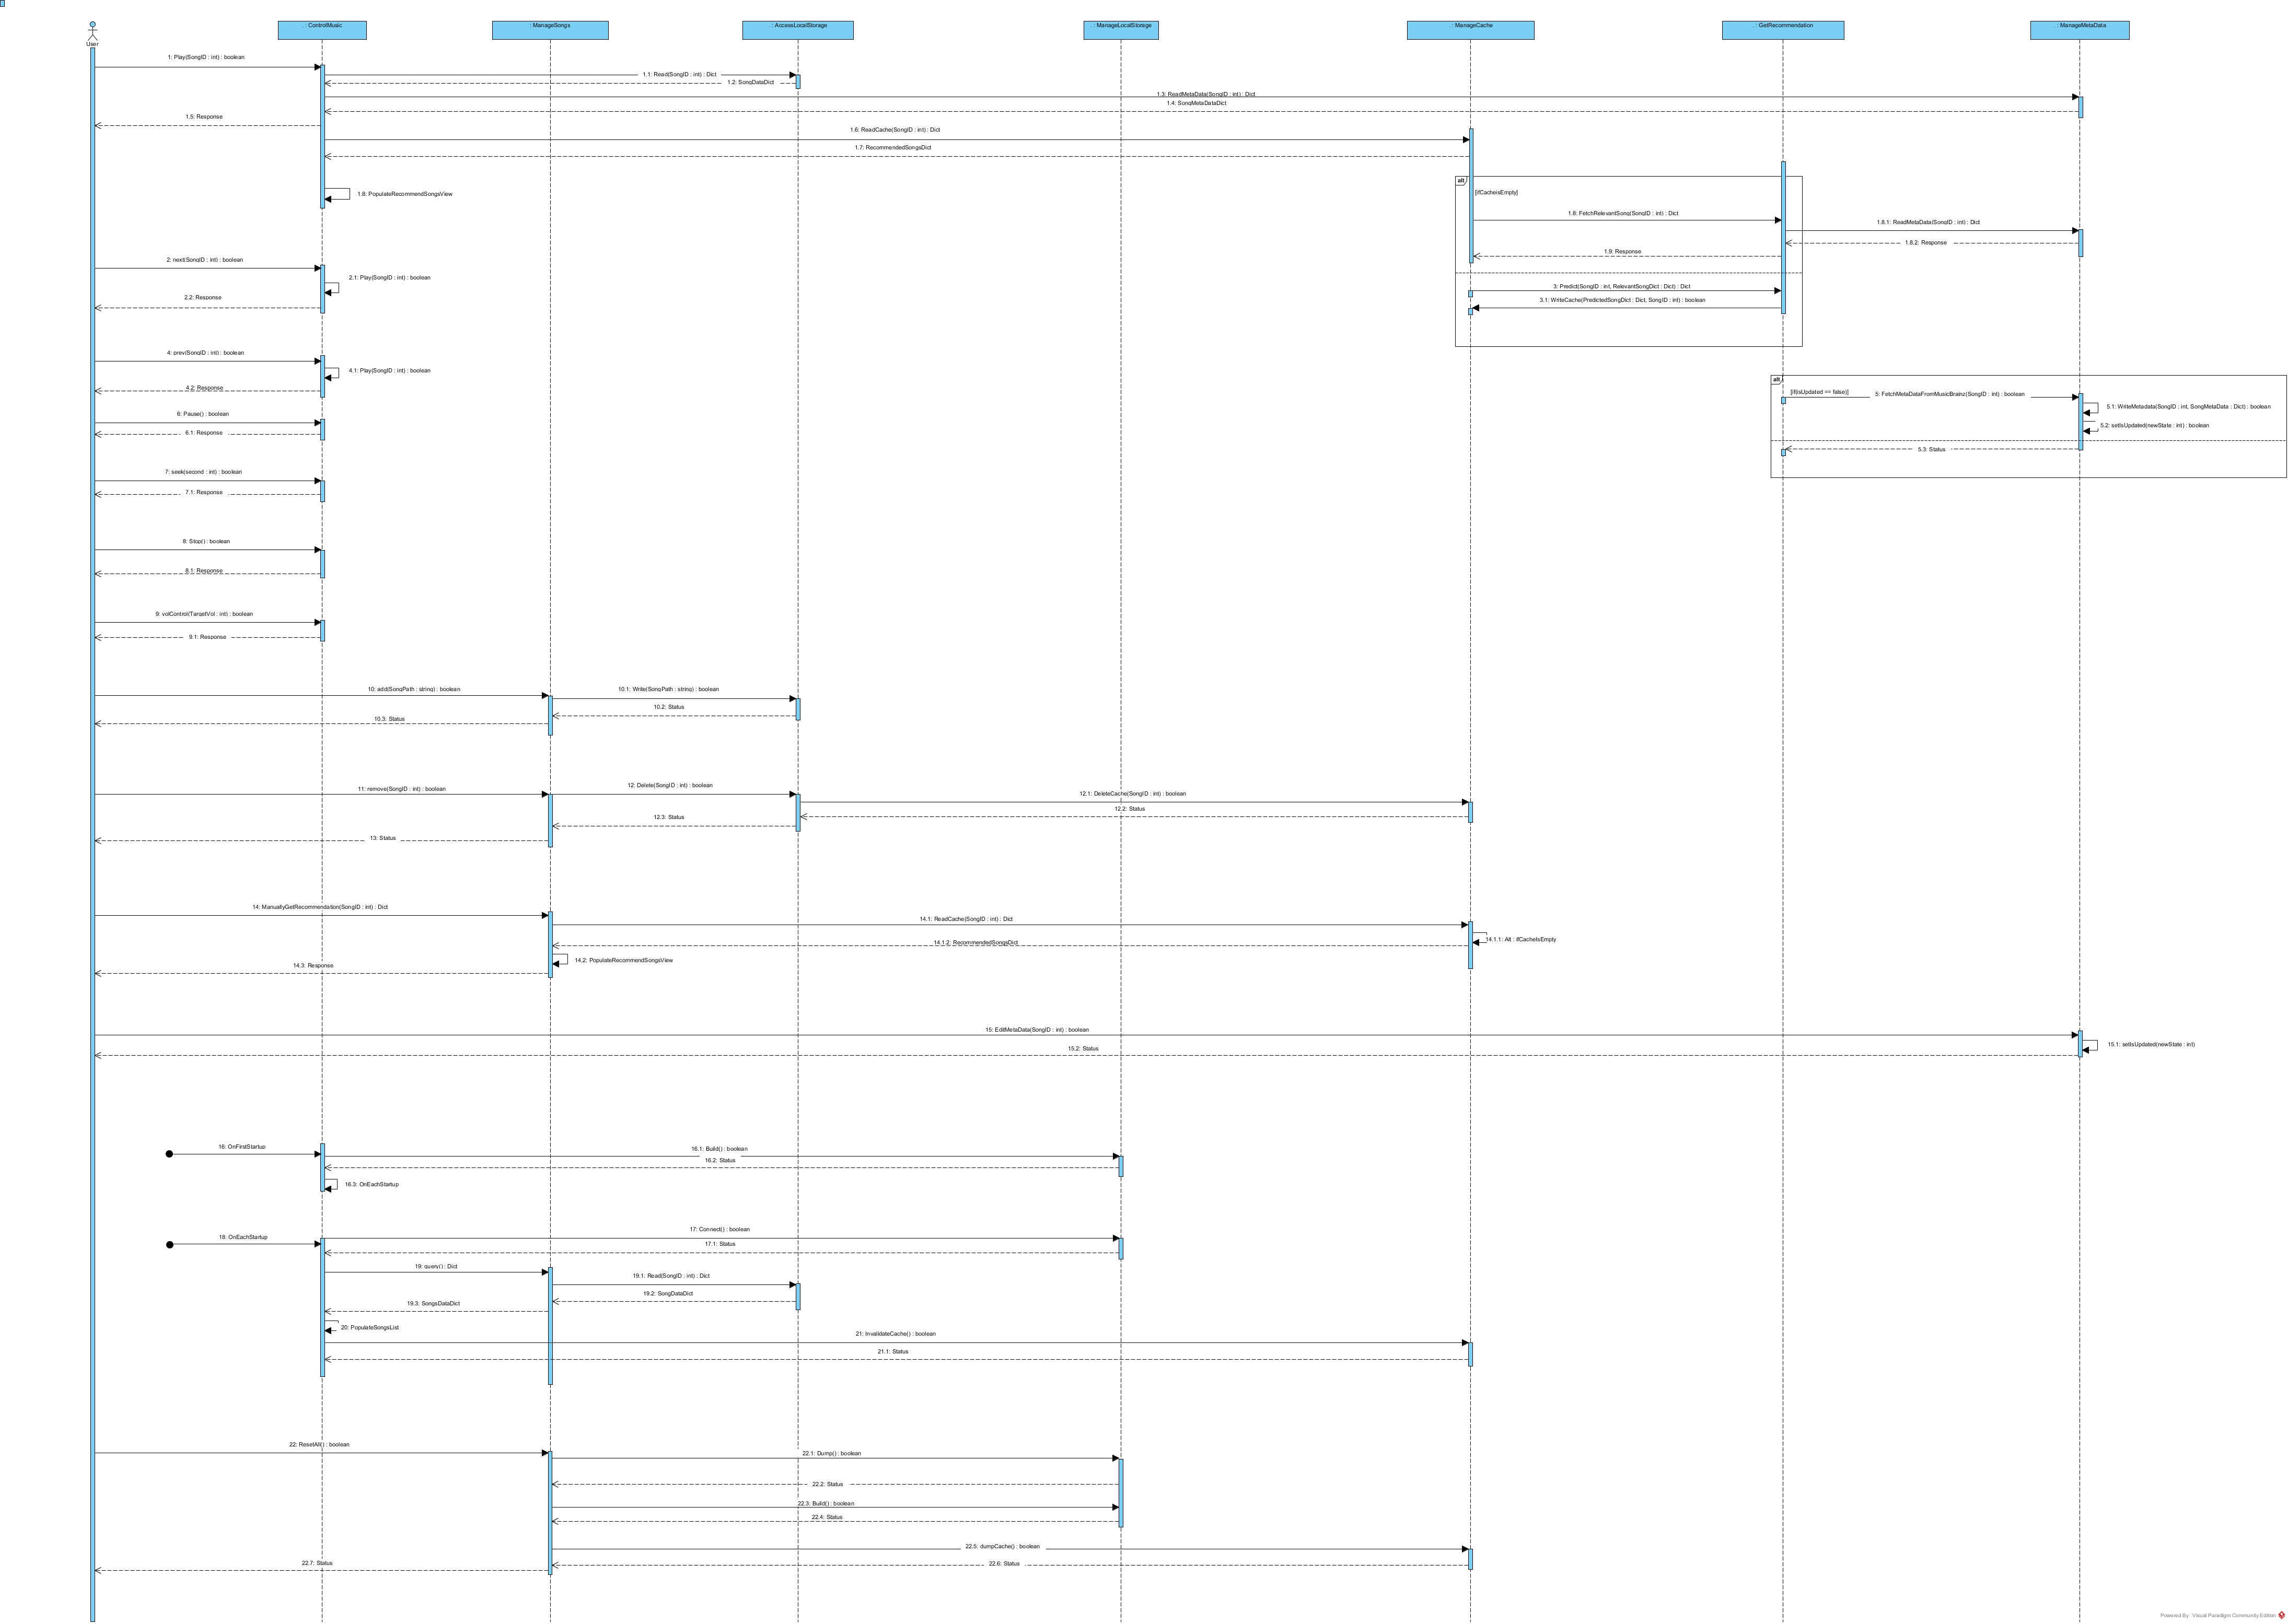 User
. : ControlMusic
ManageSongs
. : AccessLocalStorage
. : ManageLocalStorage
. : ManageCache
. : GetRecommendation
. : ManageMetaData
1: Play(SongID : int) : boolean
1.1: Read(SongID : int) : Dict
1.2: SongDataDict
1.3: ReadMetaData(SongID : int) : Dict
1.4: SongMetaDataDict
1.5: Response
1.6: ReadCache(SongID : int) : Dict
1.7: RecommendedSongsDict
1.8: PopulateRecommendSongsView
alt
[ifCacheisEmpty]
1.8: FetchRelevantSong(SongID : int) : Dict
1.8.1: ReadMetaData(SongID : int) : Dict
1.8.2: Response
1.9: Response
2: next(SongID : int) : boolean
2.1: Play(SongID : int) : boolean
2.2: Response
3: Predict(SongID : int, RelevantSongDict : Dict) : Dict
3.1: WriteCache(PredictedSongDict : Dict, SongID : int) : boolean
4: prev(SongID : int) : boolean
4.1: Play(SongID : int) : boolean
4.2: Response
alt
[if(isUpdated == false)]
5: FetchMetaDataFromMusicBrainz(SongID : int) : boolean
5.1: WriteMetadata(SongID : int, SongMetaData : Dict) : boolean
5.2: setIsUpdated(newState : int) : boolean
5.3: Status
6: Pause() : boolean
6.1: Response
7: seek(second : int) : boolean
7.1: Response
8: Stop() : boolean
8.1: Response
9: volControl(TargetVol : int) : boolean
9.1: Response
10: add(SongPath : string) : boolean
10.1: Write(SongPath : string) : boolean
10.2: Status
10.3: Status
11: remove(SongID : int) : boolean
12: Delete(SongID : int) : boolean
12.1: DeleteCache(SongID : int) : boolean
12.2: Status
12.3: Status
13: Status
14: ManuallyGetRecommendation(SongID : int) : Dict
14.1: ReadCache(SongID : int) : Dict
14.1.1: Alt : ifCacheIsEmpty
14.1.2: RecommendedSongsDict
14.2: PopulateRecommendSongsView
14.3: Response
15: EditMetaData(SongID : int) : boolean
15.1: setIsUpdated(newState : int)
15.2: Status
16: OnFirstStartup
16.1: Build() : boolean
16.2: Status
16.3: OnEachStartup
17: Connect() : boolean
17.1: Status
18: OnEachStartup
19: query() : Dict
19.1: Read(SongID : int) : Dict
19.2: SongDataDict
19.3: SongsDataDict
20: PopulateSongsList
21: InvalidateCache() : boolean
21.1: Status
22: ResetAll() : boolean
22.1: Dump() : boolean
22.2: Status
22.3: Build() : boolean
22.4: Status
22.5: dumpCache() : boolean
22.6: Status
22.7: Status
Powered By: Visual Paradigm Community Edition